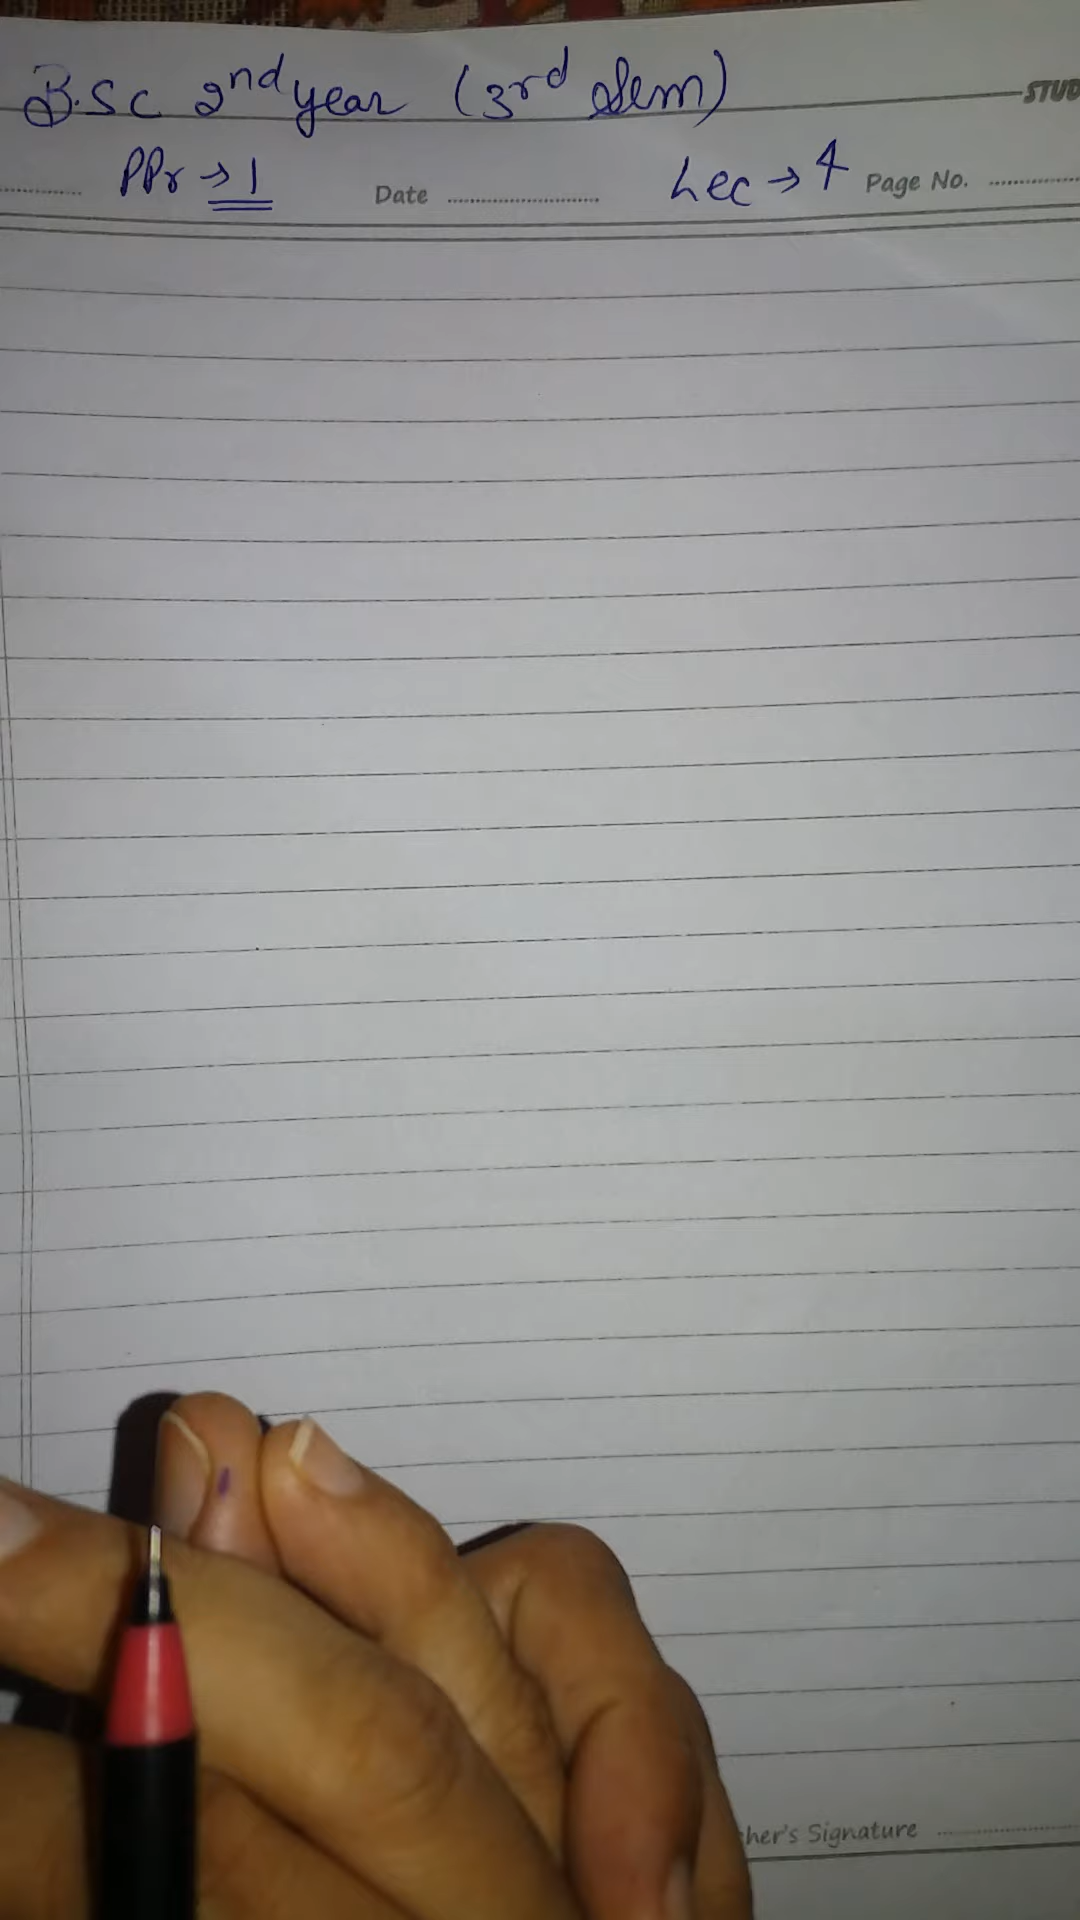 B.Sc 2nd year (3rd Sem)
STUD
PPr → 1 Date Lec → 4 Page No.
her's Signature